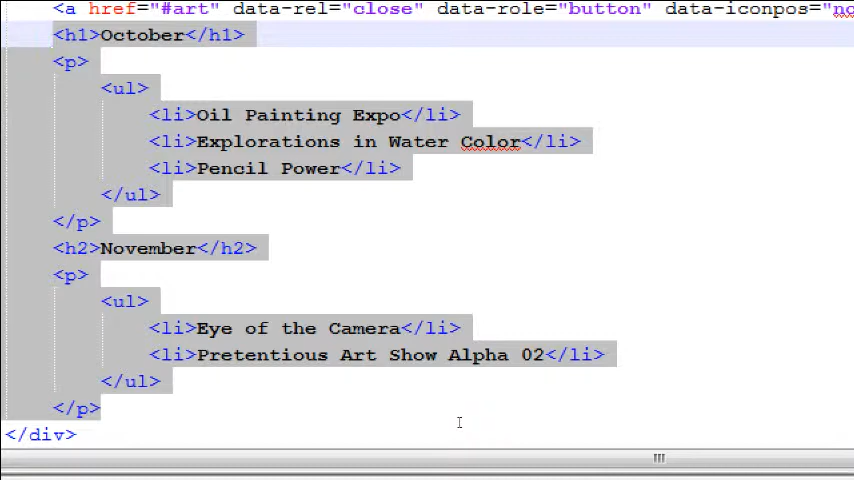 <a href="#art" data-rel="close" data-role="button" data-iconpos="no
<h1>October</h1>
<p>
<ul>
<li>Oil Painting Expo</li>
<li>Explorations in Water Color</li>
<li>Pencil Power</li>
</ul>
</p>
<h2>November</h2>
<p>
<ul>
<li>Eye of the Camera</li>
<li>Pretentious Art Show Alpha 02</li>
</ul>
</p>
</div>